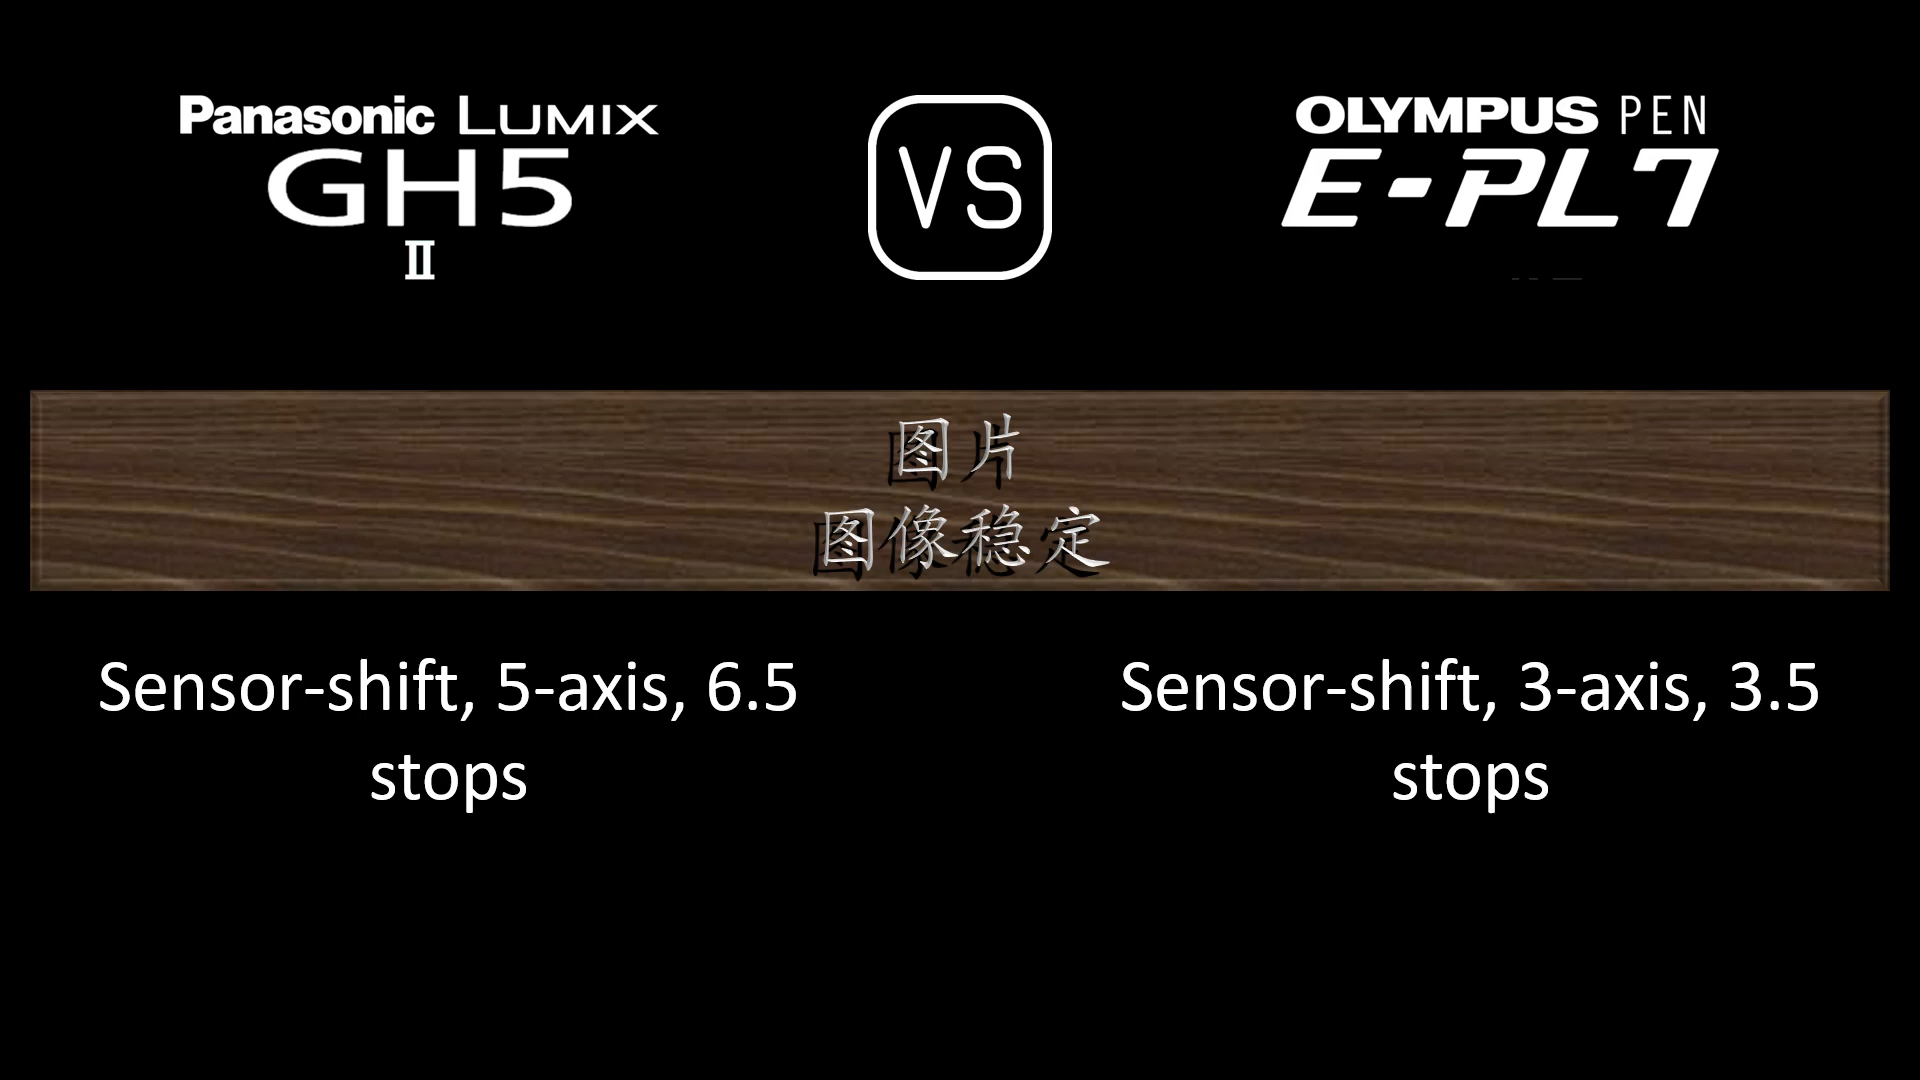 Panasonic LUMIX
GH5
II
VS
OLYMPUS PEN
E-PL7
图片
图像稳定
Sensor-shift, 5-axis, 6.5
stops
Sensor-shift, 3-axis, 3.5
stops